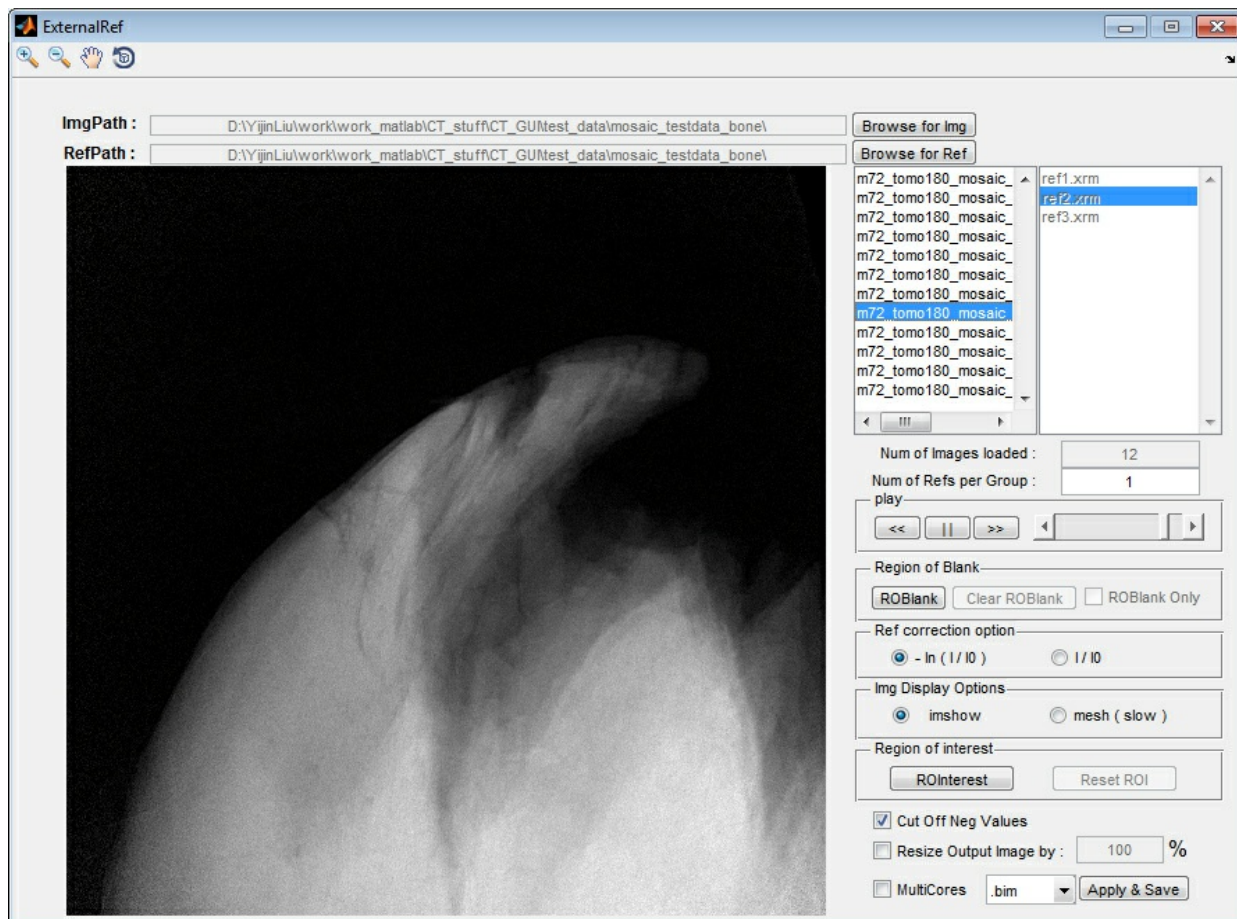 ExternalRef
ImgPath : D:\YijinLiu\work\work_matlab\CT_stuff\CT_GUI\test_data\mosaic_testdata_bone\ Browse for Img
RefPath : D:\YijinLiu\work\work_matlab\CT_stuff\CT_GUI\test_data\mosaic_testdata_bone\ Browse for Ref
m72_tomo180_mosaic_ ref1.xrm
m72_tomo180_mosaic_ ref2.xrm
m72_tomo180_mosaic_ ref3.xrm
m72_tomo180_mosaic_
m72_tomo180_mosaic_
m72_tomo180_mosaic_
m72_tomo180_mosaic_
m72_tomo180_mosaic_
m72_tomo180_mosaic_
m72_tomo180_mosaic_
m72_tomo180_mosaic_
m72_tomo180_mosaic_
Num of Images loaded : 12
Num of Refs per Group : 1
play
<< || >>
Region of Blank
ROBlank Clear ROBlank ROBlank Only
Ref correction option
- ln ( I / I0 ) I / I0
Img Display Options
imshow mesh ( slow )
Region of interest
ROInterest Reset ROI
Cut Off Neg Values
Resize Output Image by : 100 %
MultiCores .bim Apply & Save